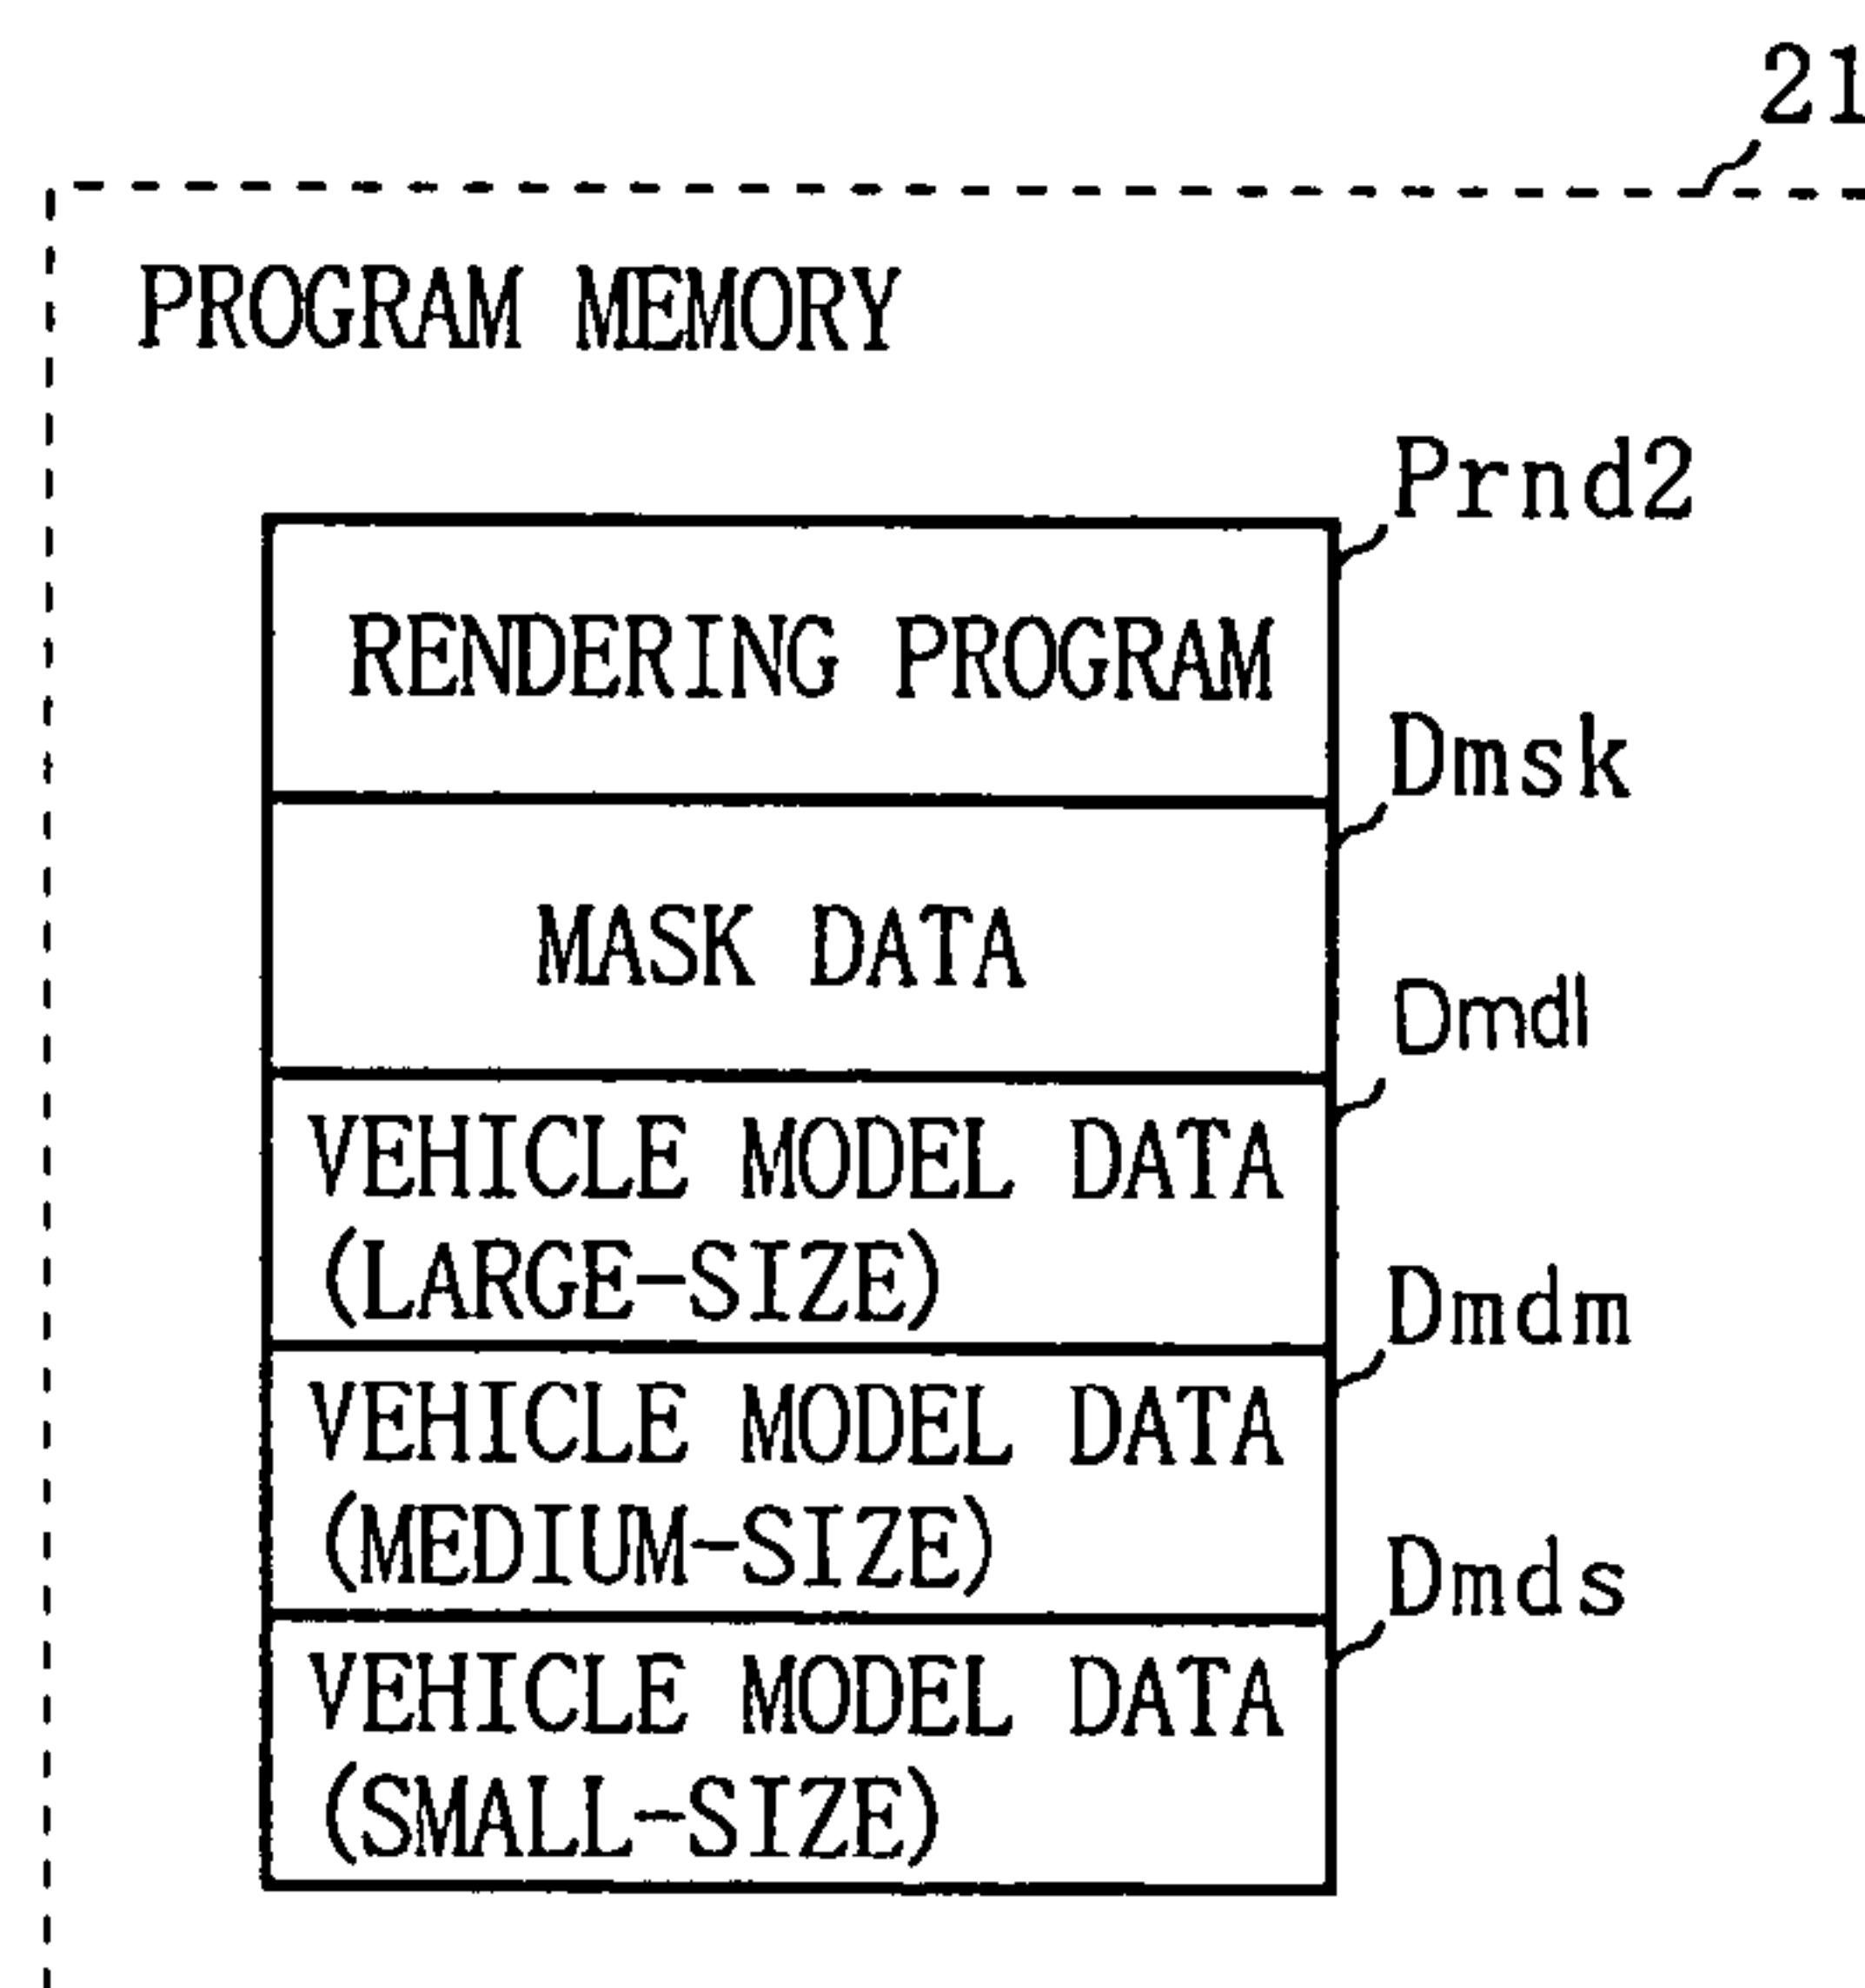 21
PROGRAM MEMORY
Prnd2
RENDERING PROGRAM
Dmsk
MASK DATA
Dmdl
VEHICLE MODEL DATA
(LARGE-SIZE)
Dmdm
VEHICLE MODEL DATA
(MEDIUM-SIZE)
Dmds
VEHICLE MODEL DATA
(SMALL-SIZE)